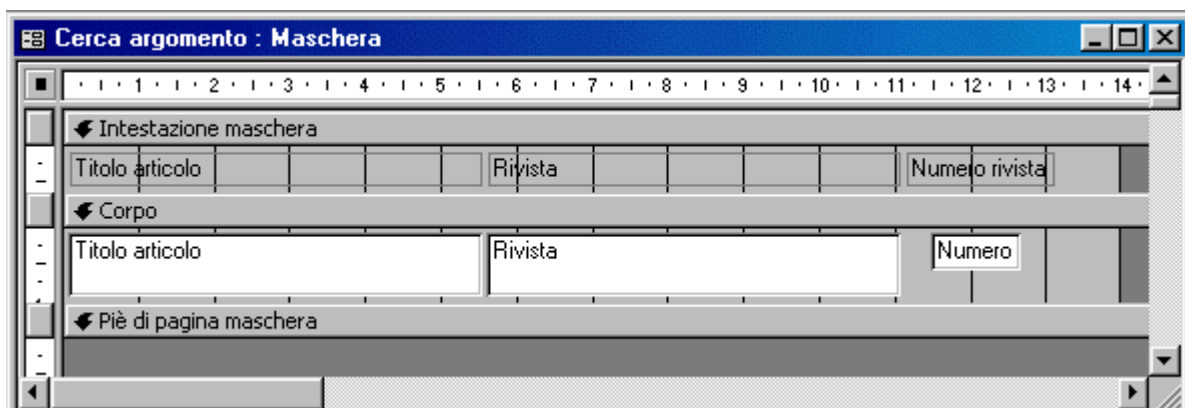 Cerca argomento : Maschera
1 2 3 4 5 6 7 8 9 10 11 12 13 14
Intestazione maschera
Titolo articolo Rivista Numero rivista
Corpo
Titolo articolo Rivista Numero
Piè di pagina maschera